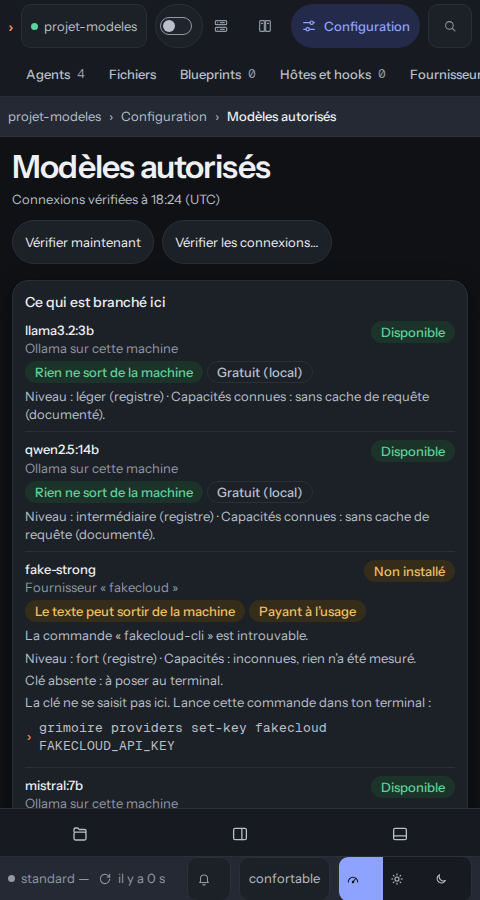 projet-modeles
Configuration
Agents 4 Fichiers Blueprints 0 Hôtes et hooks 0 Fournisseur
projet-modeles › Configuration › Modèles autorisés
Modèles autorisés
Connexions vérifiées à 18:24 (UTC)
Vérifier maintenant
Vérifier les connexions…
Ce qui est branché ici
llama3.2:3b
Disponible
Ollama sur cette machine
Rien ne sort de la machine
Gratuit (local)
Niveau : léger (registre) · Capacités connues : sans cache de requête
(documenté).
qwen2.5:14b
Disponible
Ollama sur cette machine
Rien ne sort de la machine
Gratuit (local)
Niveau : intermédiaire (registre) · Capacités connues : sans cache de
requête (documenté).
fake-strong
Non installé
Fournisseur « fakecloud »
Le texte peut sortir de la machine
Payant à l’usage
La commande « fakecloud-cli » est introuvable.
Niveau : fort (registre) · Capacités : inconnues, rien n’a été mesuré.
Clé absente : à poser au terminal.
La clé ne se saisit pas ici. Lance cette commande dans ton terminal :
› grimoire providers set-key fakecloud
FAKECLOUD_API_KEY
mistral:7b
Disponible
Ollama sur cette machine
standard —
il y a 0 s
confortable